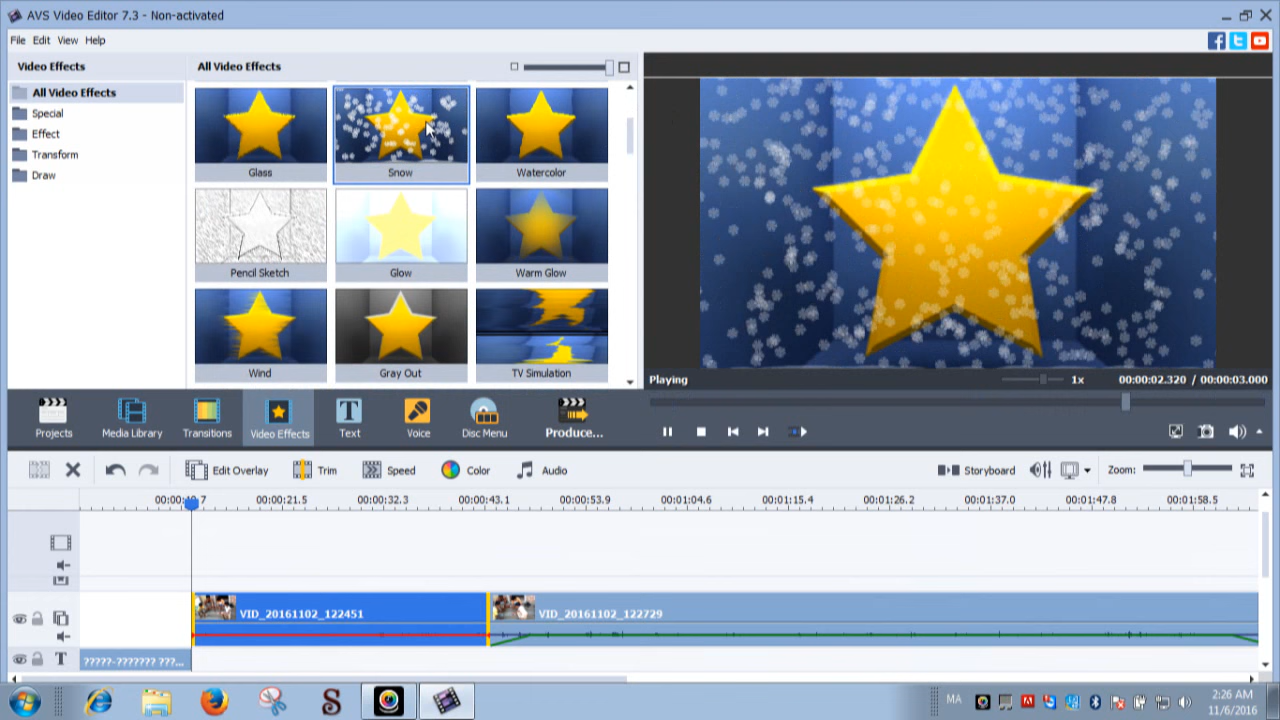 AVS Video Editor 7.3 - Non-activated
File Edit View Help
Video Effects
All Video Effects
Special
Effect
Transform
Draw
All Video Effects
Glass
Snow
Watercolor
Pencil Sketch
Glow
Warm Glow
Wind
Gray Out
TV Simulation
Playing
1x
00:00:02.320 / 00:00:03.000
Projects
Media Library
Transitions
Video Effects
Text
Voice
Disc Menu
Produce...
Edit Overlay
Trim
Speed
Color
Audio
Storyboard
Zoom:
00:00:21.5 00:00:32.3 00:00:43.1 00:00:53.9 00:01:04.6 00:01:15.4 00:01:26.2 00:01:37.0 00:01:47.8 00:01:58.5
VID_20161102_122451
VID_20161102_122729
T
?????-??????? ???...
MA
2:26 AM
11/6/2016